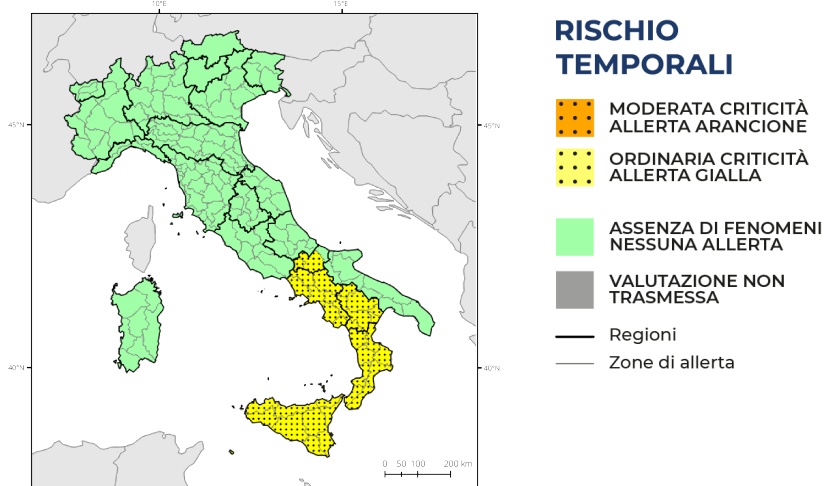 10°E
15°E
RISCHIO
TEMPORALI
MODERATA CRITICITÀ
ALLERTA ARANCIONE
45°N
45°N
ORDINARIA CRITICITÀ
ALLERTA GIALLA
ASSENZA DI FENOMENI
NESSUNA ALLERTA
VALUTAZIONE NON
TRASMESSA
Regioni
Zone di allerta
40°N
40°N
0 50 100 200 km